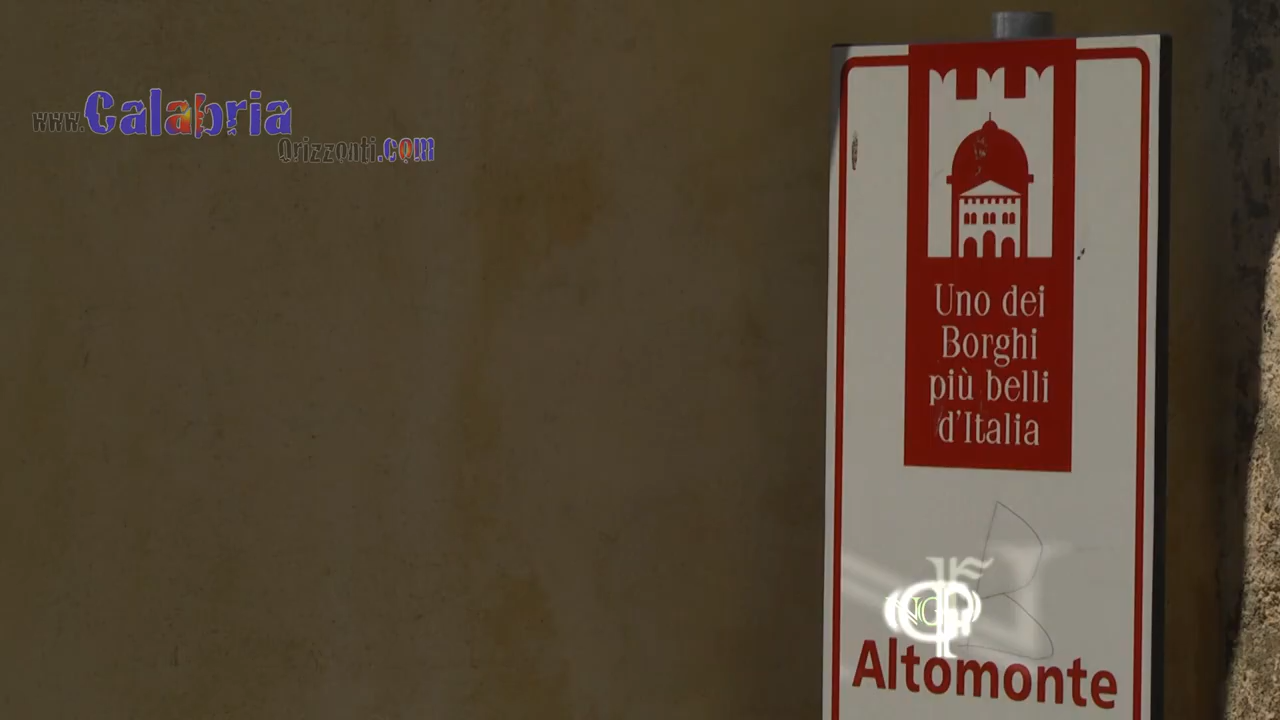 www.Calabria
Orizzonti.com
Uno dei
Borghi
più belli
d'Italia
Altomonte